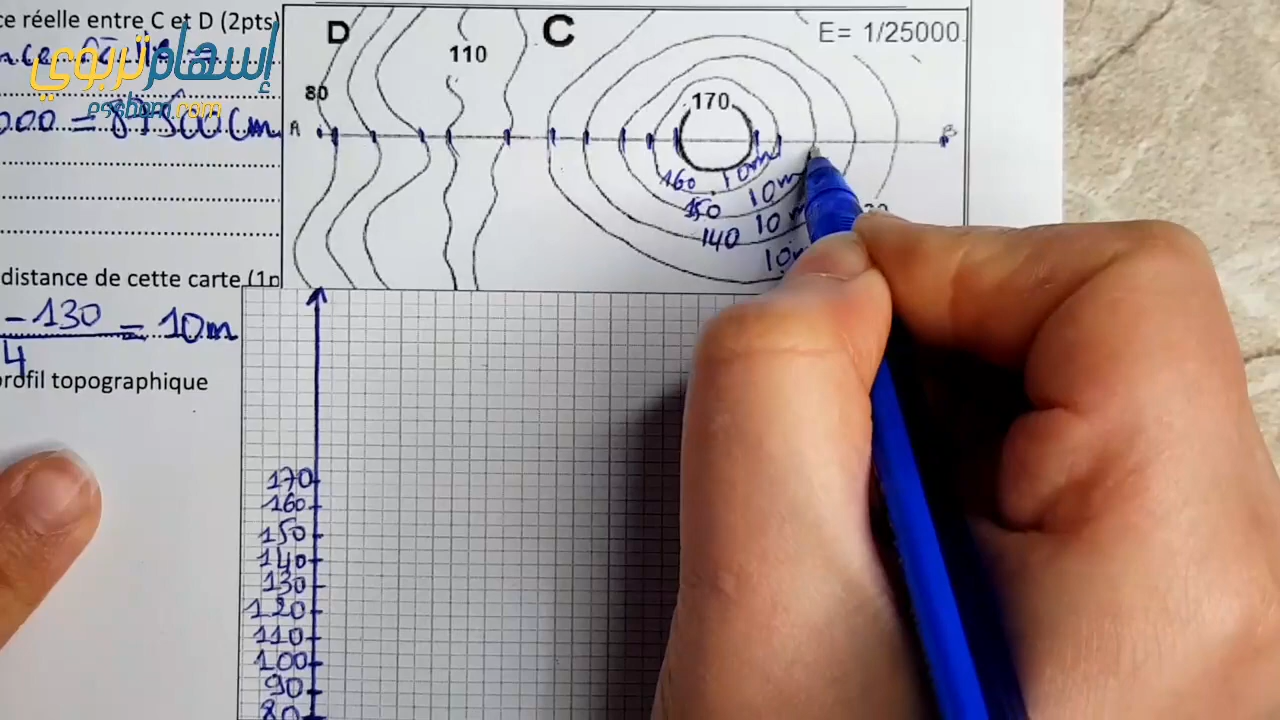 ce réelle entre C et D (2pts)
إسهام تربوي
essham.com
000 = 87500 cm
D
C
E= 1/25000.
110
80
170
A
B
160 10m
150 10m
140 10m
10m
distance de cette carte (1p
-130
4
= 10m
profil topographique
170
160
150
140
130
120
110
100
90
80